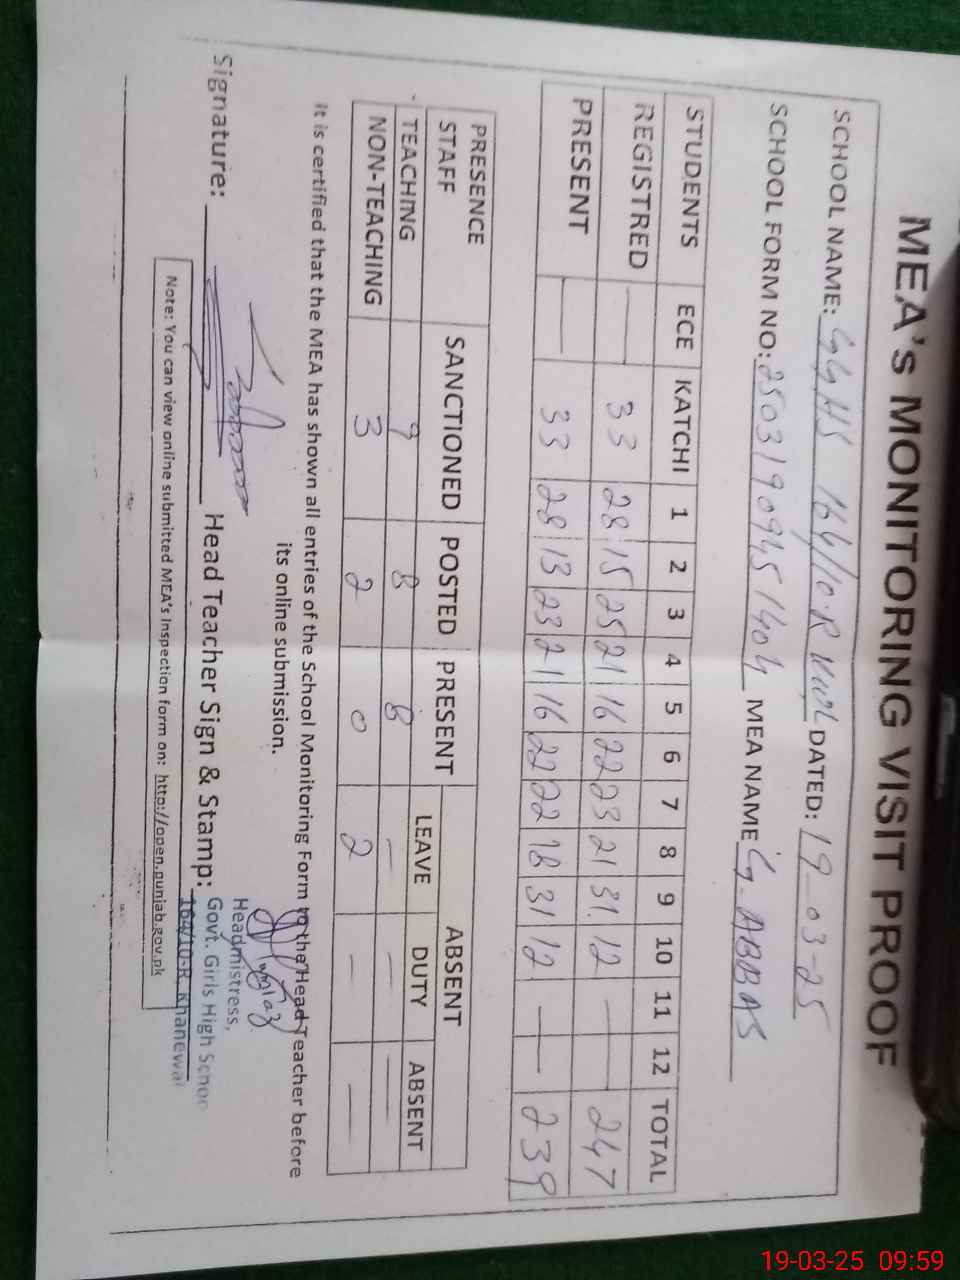 MEA's MONITORING VISIT PROOF
SCHOOL NAME: GGHS 164/10.R DATED: 19-03-25
SCHOOL FORM NO: 25031909451404 MEA NAME G-ABBAS
STUDENTS ECE KATCHI 1 2 3 4 5 6 7 8 9 10 11 12 TOTAL
REGISTRED — 33 28 15 25 21 16 22 23 21 31 12 — — 247
PRESENT — 33 28 13 23 21 16 22 22 18 31 12 — — 239
PRESENCE STAFF SANCTIONED POSTED PRESENT ABSENT
LEAVE DUTY ABSENT
TEACHING 9 8 8 — — —
NON-TEACHING 3 2 0 2 — —
It is certified that the MEA has shown all entries of the School Monitoring Form to the Head Teacher before
its online submission.
Signature: Head Teacher Sign & Stamp:
Headmistress,
Govt. Girls High School
164/10-R, Khanewal
Note: You can view online submitted MEA's Inspection form on: http://open.punjab.gov.pk
19-03-25 09:59